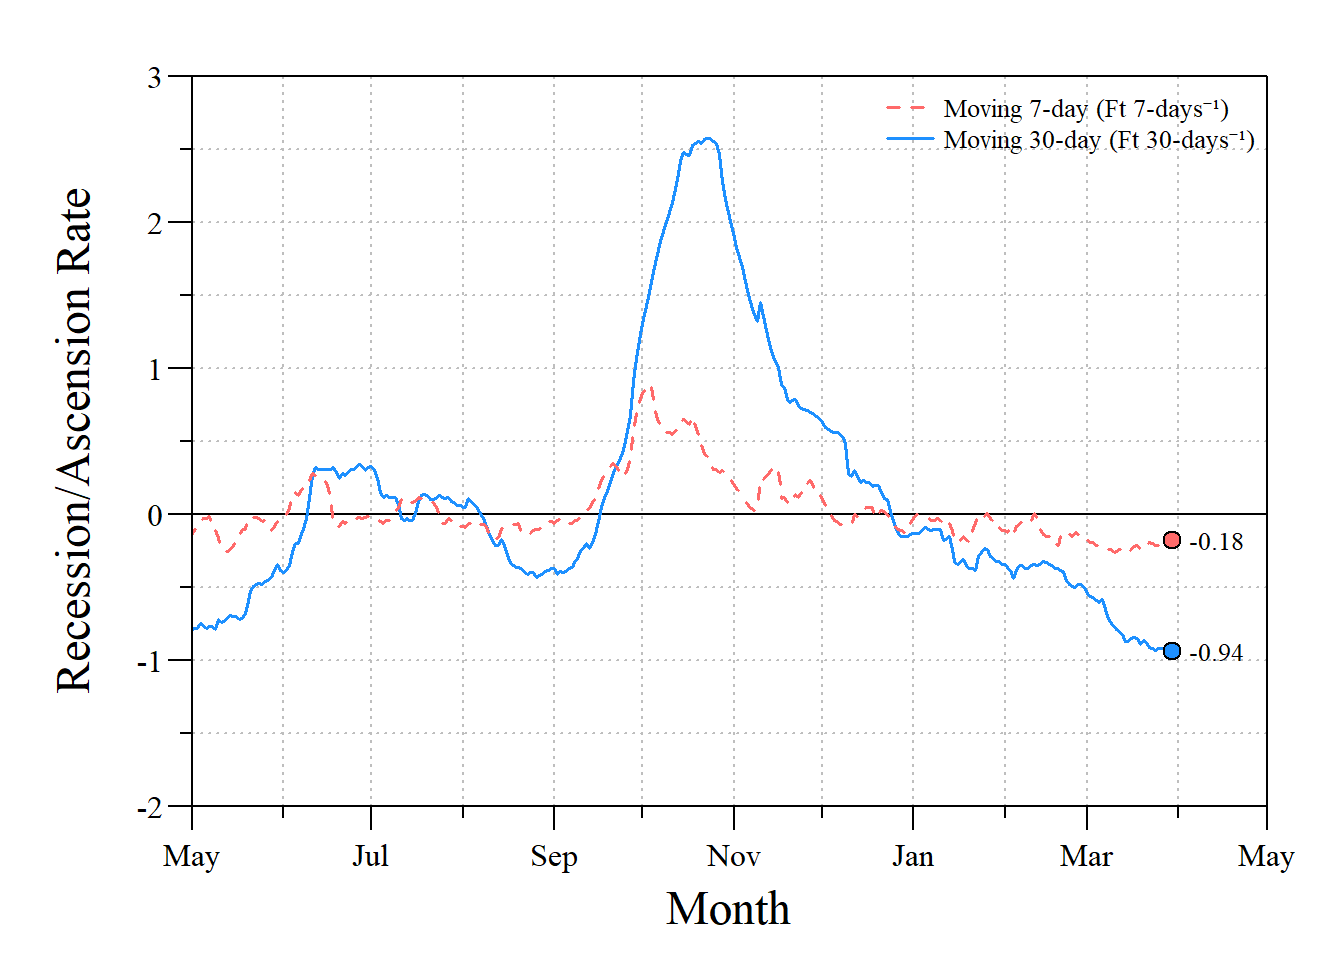 Recession/Ascension Rate
3
2
1
0
-1
-2
Moving 7-day (Ft 7-days⁻¹)
Moving 30-day (Ft 30-days⁻¹)
-0.18
-0.94
May Jul Sep Nov Jan Mar May
Month